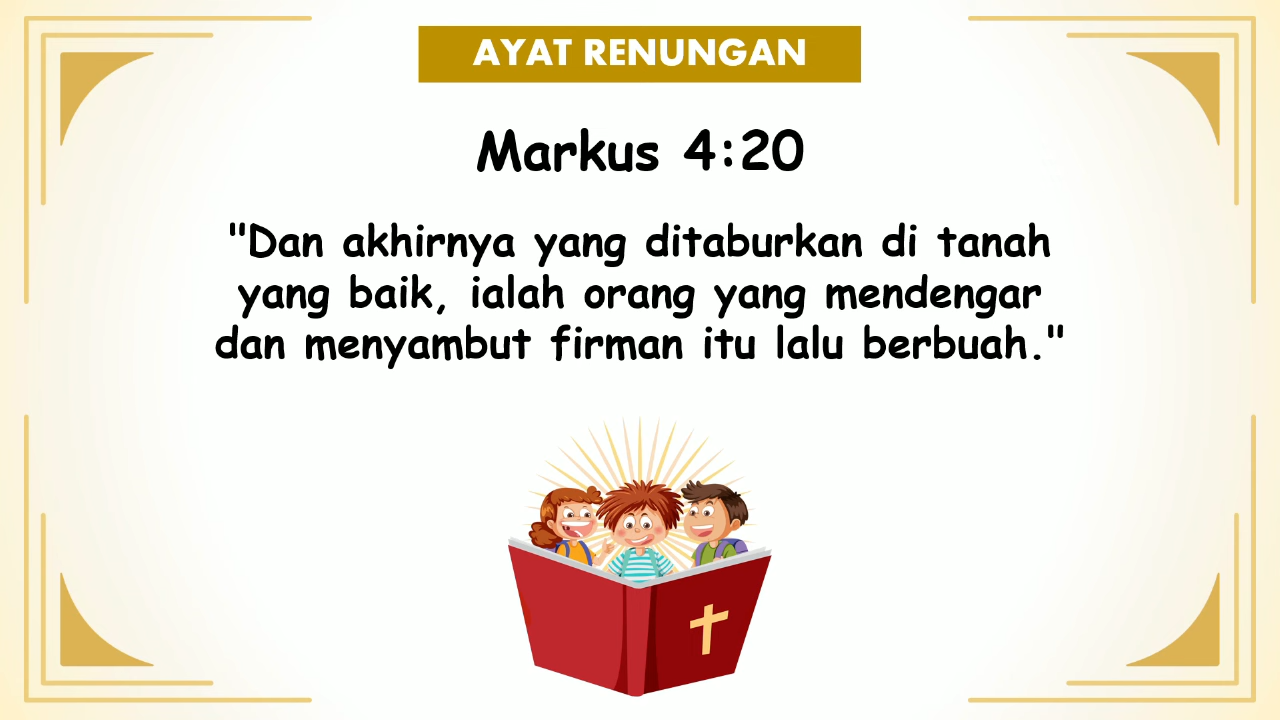 AYAT RENUNGAN
Markus 4:20
"Dan akhirnya yang ditaburkan di tanah
yang baik, ialah orang yang mendengar
dan menyambut firman itu lalu berbuah."